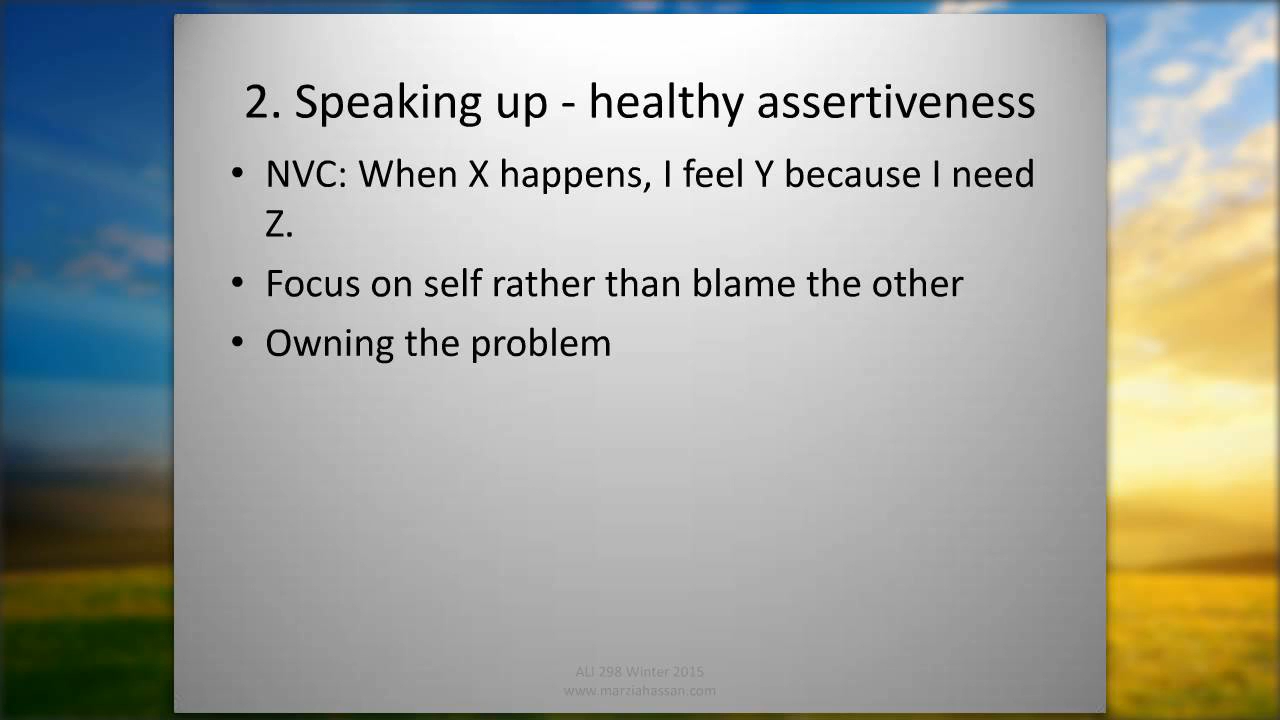 2. Speaking up - healthy assertiveness
• NVC: When X happens, I feel Y because I need
Z.
• Focus on self rather than blame the other
• Owning the problem
ALI 298 Winter 2015
www.marziahassan.com